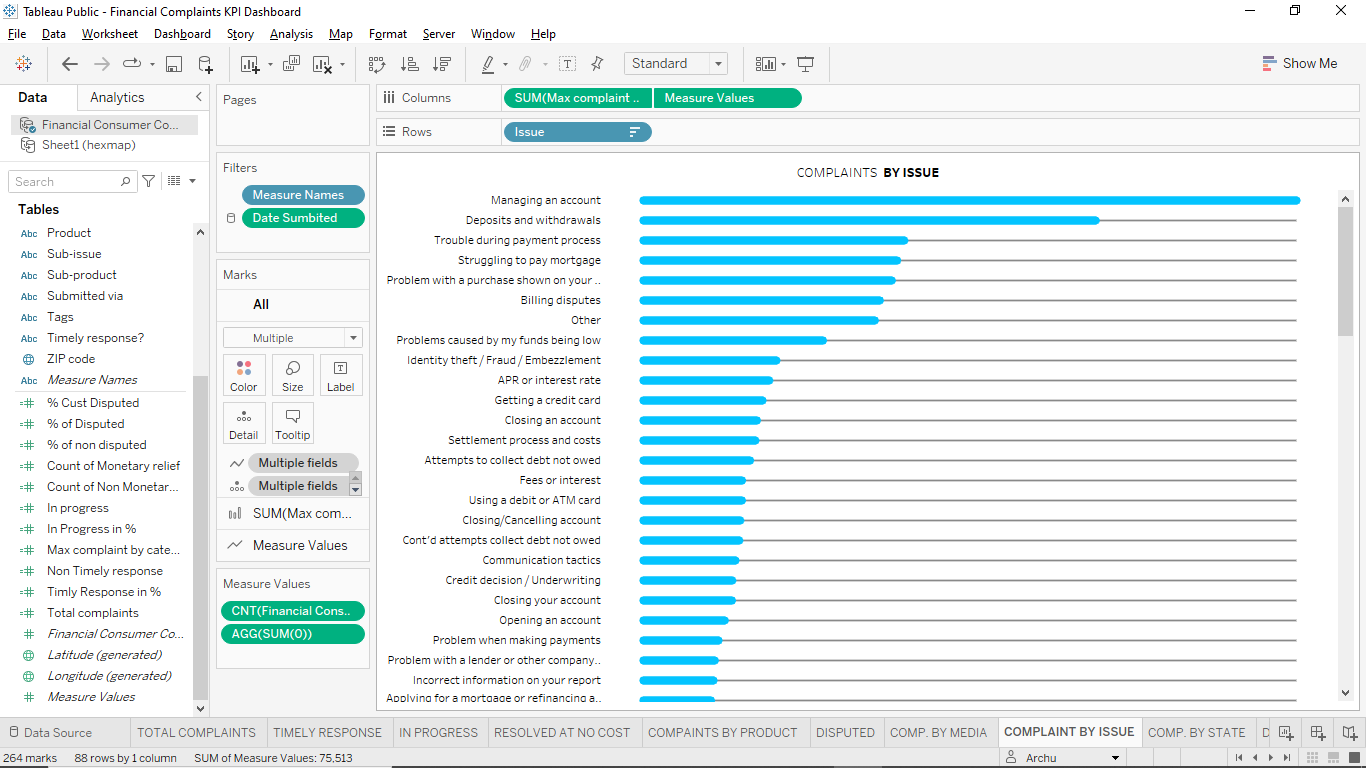 Tableau Public - Financial Complaints KPI Dashboard
File Data Worksheet Dashboard Story Analysis Map Format Server Window Help
Standard
Show Me
Data Analytics
Financial Consumer Co...
Sheet1 (hexmap)
Search
Tables
Abc Product
Abc Sub-issue
Abc Sub-product
Abc Submitted via
Abc Tags
Abc Timely response?
ZIP code
Abc Measure Names
=# % Cust Disputed
=# % of Disputed
=# % of non disputed
=# Count of Monetary relief
=# Count of Non Monetar...
=# In progress
=# In Progress in %
=# Max complaint by cate...
=# Non Timely response
=# Timly Response in %
=# Total complaints
# Financial Consumer Co...
Latitude (generated)
Longitude (generated)
# Measure Values
Pages
Filters
Measure Names
Date Sumbited
Marks
All
Multiple
Color Size Label
Detail Tooltip
Multiple fields
Multiple fields
SUM(Max com...
Measure Values
Measure Values
CNT(Financial Cons..
AGG(SUM(0))
Columns SUM(Max complaint .. Measure Values
Rows Issue
COMPLAINTS BY ISSUE
Managing an account
Deposits and withdrawals
Trouble during payment process
Struggling to pay mortgage
Problem with a purchase shown on your ..
Billing disputes
Other
Problems caused by my funds being low
Identity theft / Fraud / Embezzlement
APR or interest rate
Getting a credit card
Closing an account
Settlement process and costs
Attempts to collect debt not owed
Fees or interest
Using a debit or ATM card
Closing/Cancelling account
Cont'd attempts collect debt not owed
Communication tactics
Credit decision / Underwriting
Closing your account
Opening an account
Problem when making payments
Problem with a lender or other company..
Incorrect information on your report
Applying for a mortgage or refinancing a..
Data Source TOTAL COMPLAINTS TIMELY RESPONSE IN PROGRESS RESOLVED AT NO COST COMPAINTS BY PRODUCT DISPUTED COMP. BY MEDIA COMPLAINT BY ISSUE COMP. BY STATE D
264 marks 88 rows by 1 column SUM of Measure Values: 75,513 Archu